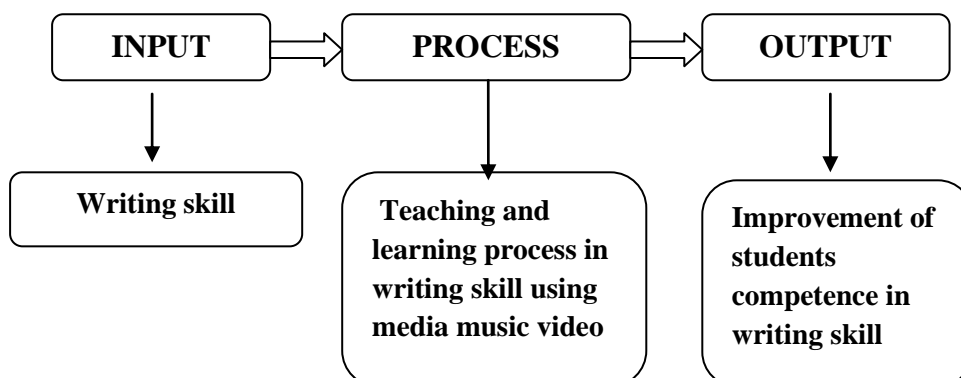 INPUT
PROCESS
OUTPUT
Writing skill
Teaching and
learning process in
writing skill using
media music video
Improvement of
students
competence in
writing skill